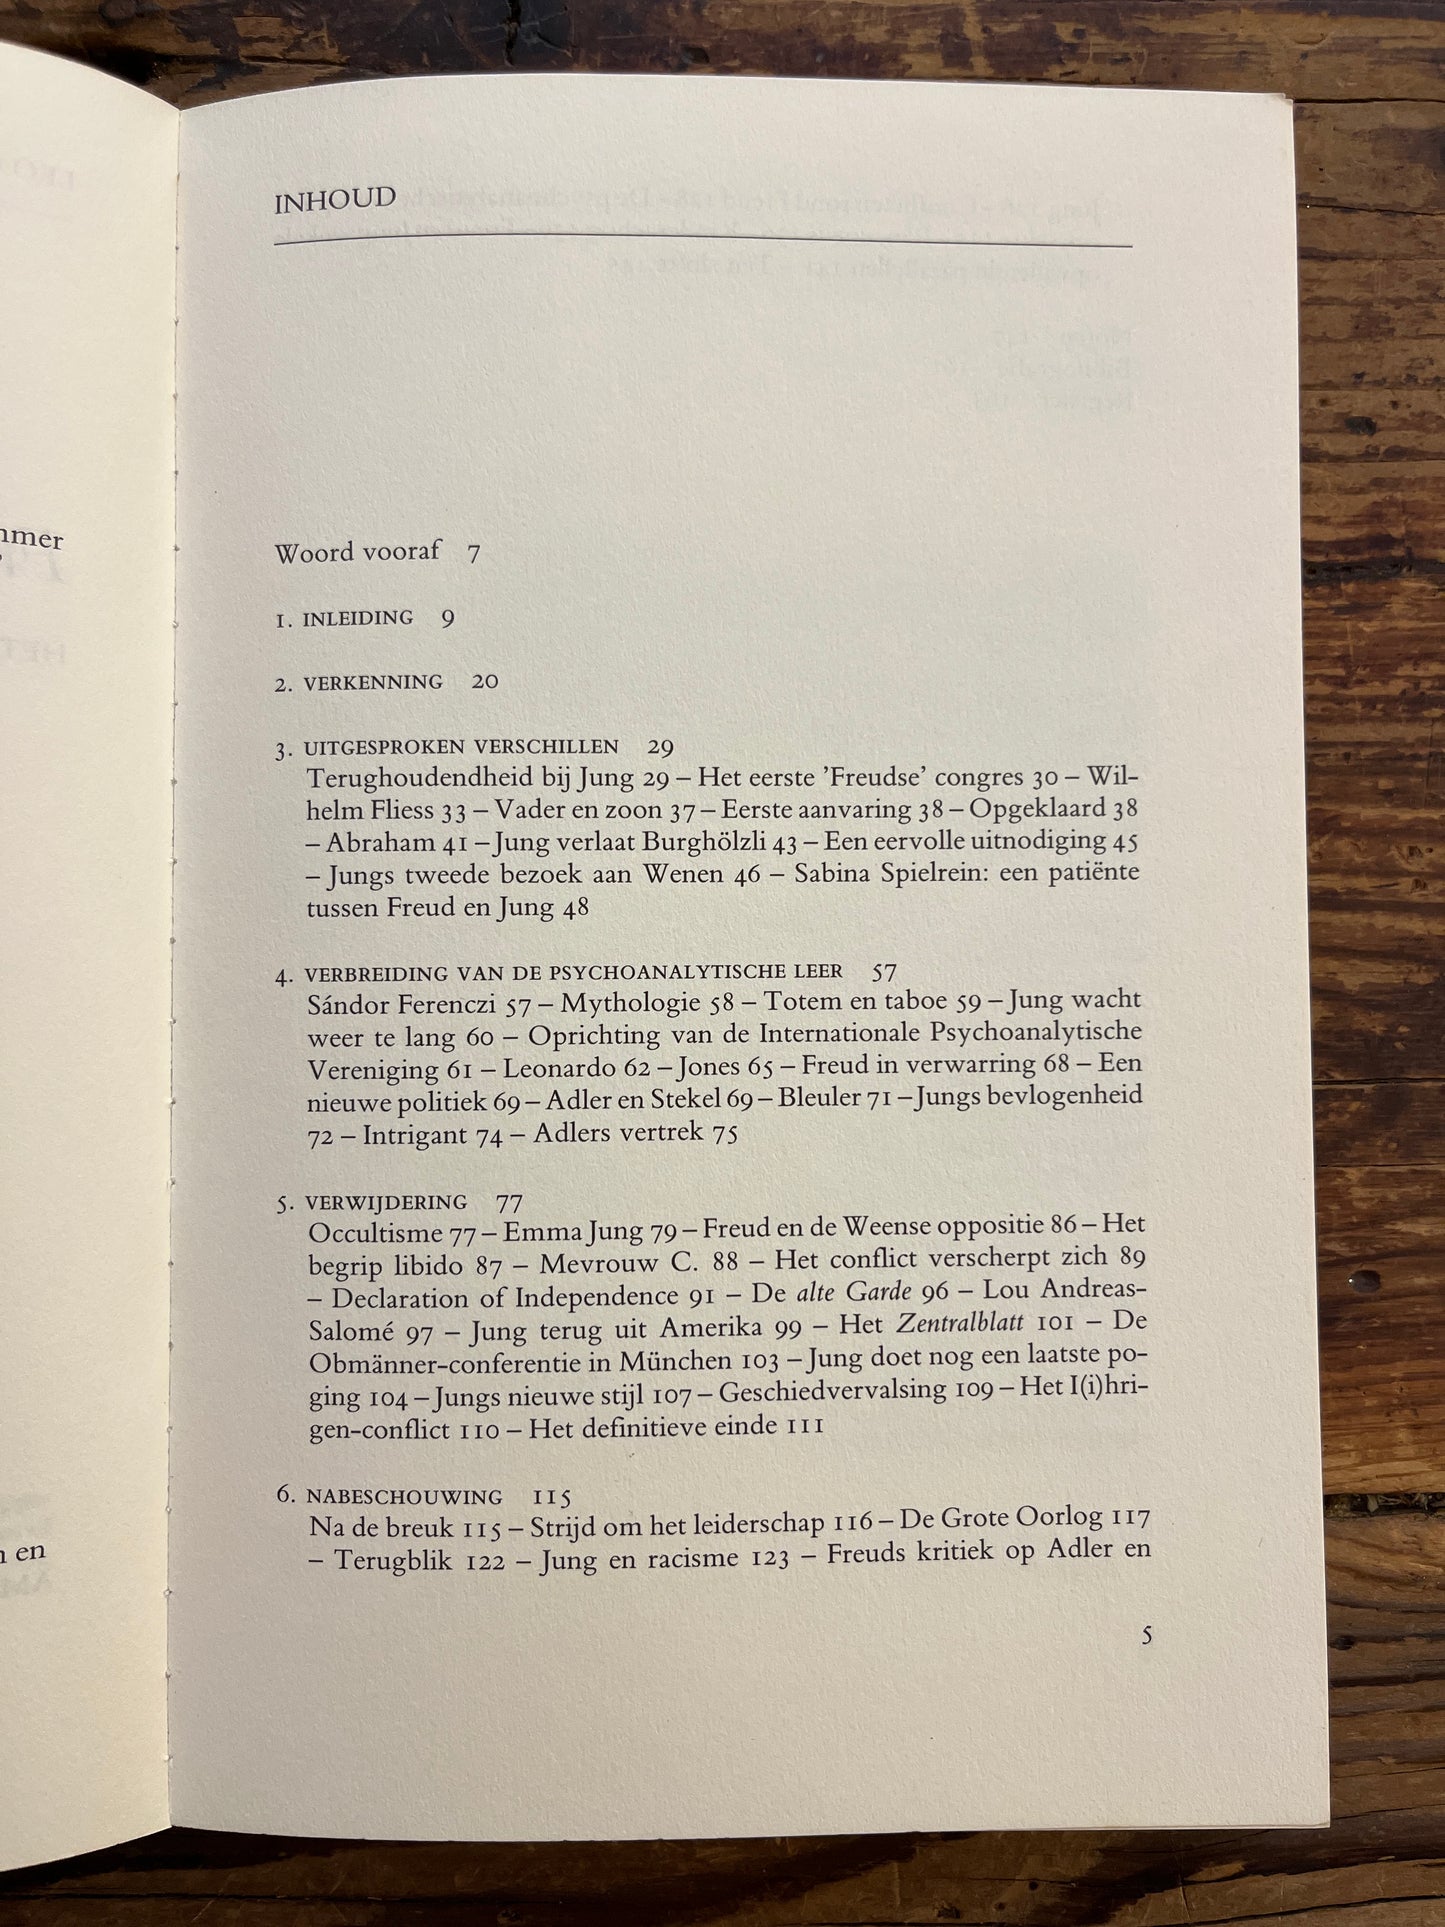 mmer
n en
INHOUD
Woord vooraf 7
1. INLEIDING 9
2. VERKENNING 20
3. UITGESPROKEN VERSCHILLEN 29
Terughoudendheid bij Jung 29 – Het eerste ’Freudse’ congres 30 – Wil-
helm Fliess 33 – Vader en zoon 37 – Eerste aanvaring 38 – Opgeklaard 38
– Abraham 41 – Jung verlaat Burghölzli 43 – Een eervolle uitnodiging 45
– Jungs tweede bezoek aan Wenen 46 – Sabina Spielrein: een patiënte
tussen Freud en Jung 48
4. VERBREIDING VAN DE PSYCHOANALYTISCHE LEER 57
Sándor Ferenczi 57 – Mythologie 58 – Totem en taboe 59 – Jung wacht
weer te lang 60 – Oprichting van de Internationale Psychoanalytische
Vereniging 61 – Leonardo 62 – Jones 65 – Freud in verwarring 68 – Een
nieuwe politiek 69 – Adler en Stekel 69 – Bleuler 71 – Jungs bevlogenheid
72 – Intrigant 74 – Adlers vertrek 75
5. VERWIJDERING 77
Occultisme 77 – Emma Jung 79 – Freud en de Weense oppositie 86 – Het
begrip libido 87 – Mevrouw C. 88 – Het conflict verscherpt zich 89
– Declaration of Independence 91 – De alte Garde 96 – Lou Andreas-
Salomé 97 – Jung terug uit Amerika 99 – Het Zentralblatt 101 – De
Obmänner-conferentie in München 103 – Jung doet nog een laatste po-
ging 104 – Jungs nieuwe stijl 107 – Geschiedvervalsing 109 – Het I(i)hri-
gen-conflict 110 – Het definitieve einde 111
6. NABESCHOUWING 115
Na de breuk 115 – Strijd om het leiderschap 116 – De Grote Oorlog 117
– Terugblik 122 – Jung en racisme 123 – Freuds kritiek op Adler en
5